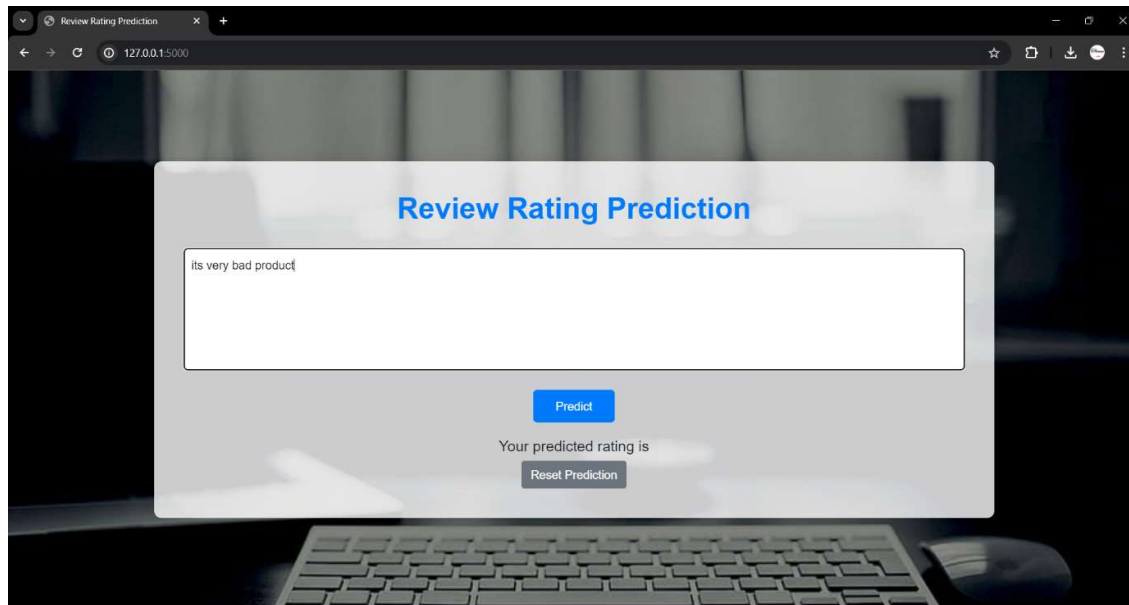 Review Rating Prediction
127.0.0.1:5000
Review Rating Prediction
its very bad product
Predict
Your predicted rating is
Reset Prediction